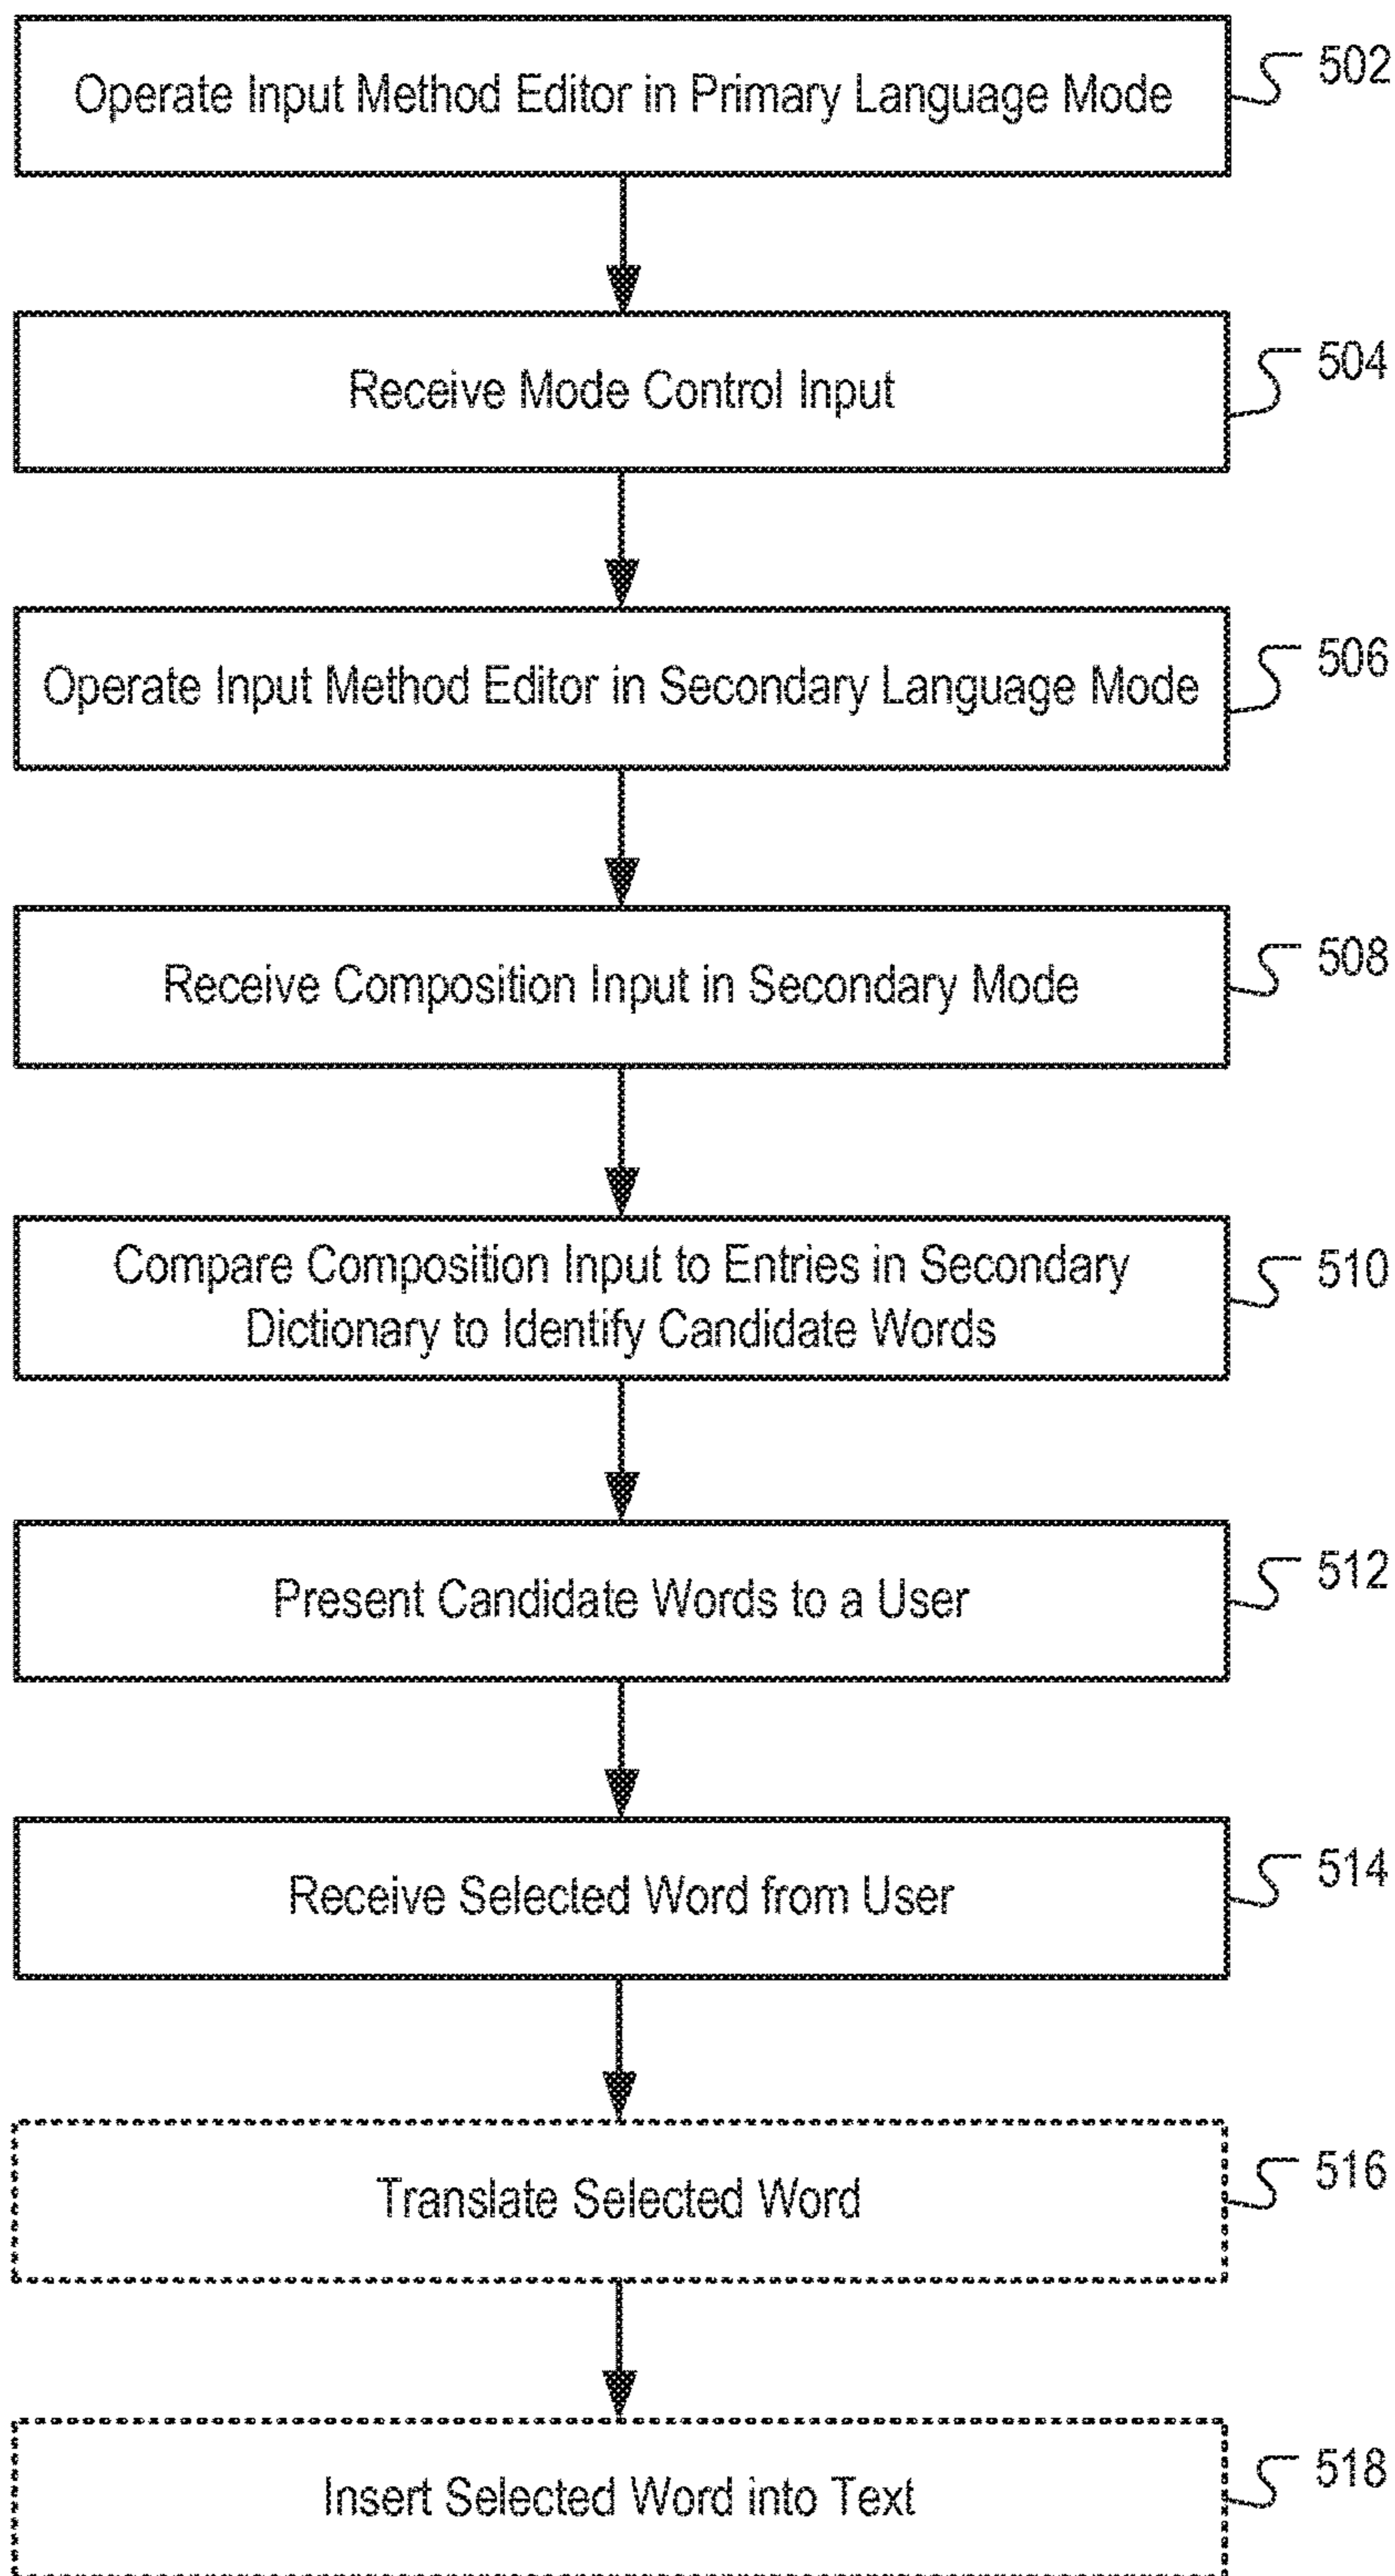 Operate Input Method Editor in Primary Language Mode
502
Receive Mode Control Input
504
Operate Input Method Editor in Secondary Language Mode
506
Receive Composition Input in Secondary Mode
508
Compare Composition Input to Entries in Secondary
Dictionary to Identify Candidate Words
510
Present Candidate Words to a User
512
Receive Selected Word from User
514
Translate Selected Word
516
Insert Selected Word into Text
518